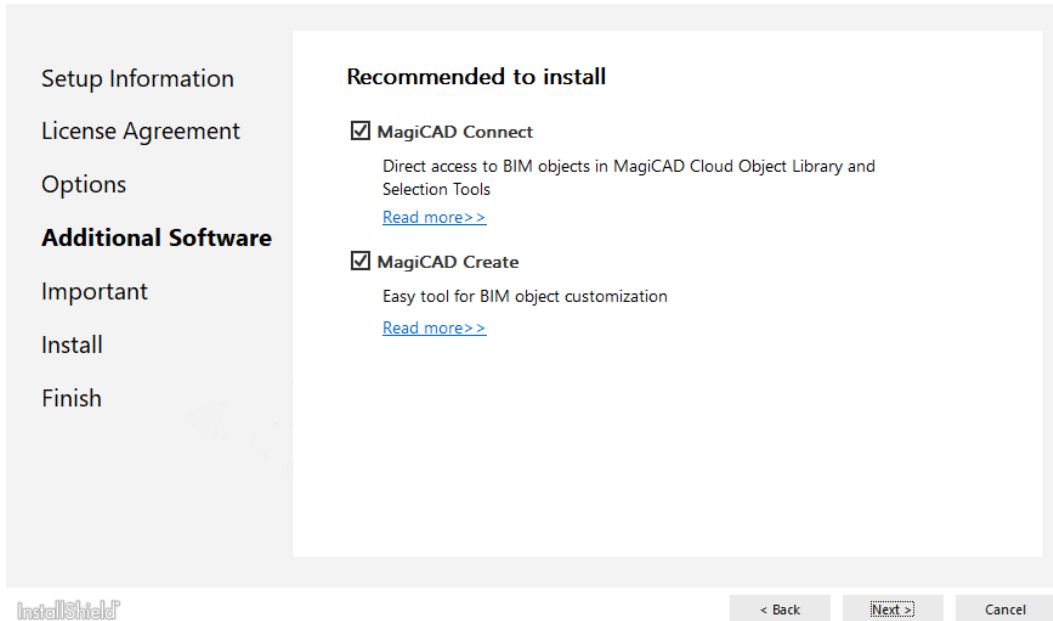 Setup Information
License Agreement
Options
Additional Software
Important
Install
Finish
Recommended to install
MagiCAD Connect
Direct access to BIM objects in MagiCAD Cloud Object Library and
Selection Tools
Read more>>
MagiCAD Create
Easy tool for BIM object customization
Read more>>
InstallShield
< Back
Next >
Cancel